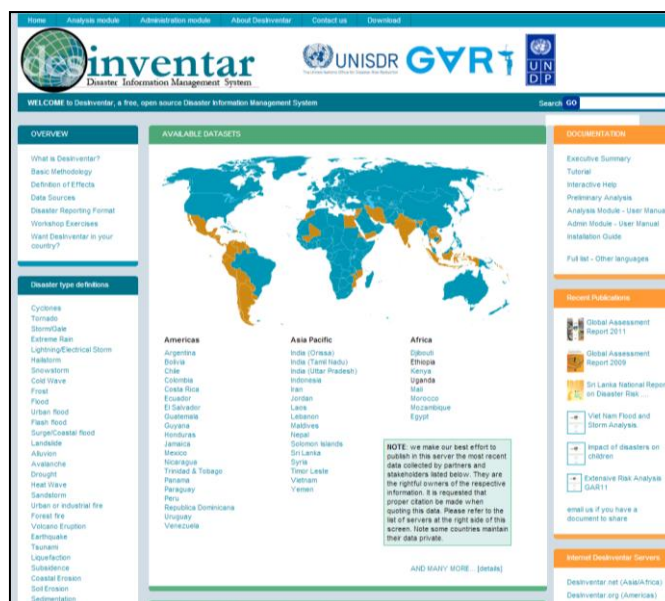 Home
Analysis module
Administration module
About DesInventar
Contact us
Download
desinventar
Disaster Information Management System
UNISDR
The United Nations Office for Disaster Risk Reduction
GAR
UN
DP
WELCOME to DesInventar, a free, open source Disaster Information Management System
Search GO
OVERVIEW
What is DesInventar?
Basic Methodology
Definition of Effects
Data Sources
Disaster Reporting Format
Workshop Exercises
Want DesInventar in your
country?
Disaster type definitions
Cyclones
Tornado
Storm/Gale
Extreme Rain
Lightning/Electrical Storm
Hailstorm
Snowstorm
Cold Wave
Frost
Flood
Urban flood
Flash flood
Surge/Coastal flood
Landslide
Alluvion
Avalanche
Drought
Heat Wave
Sandstorm
Urban or industrial fire
Forest fire
Volcano Eruption
Earthquake
Tsunami
Liquefaction
Subsidence
Coastal Erosion
Soil Erosion
Sedimentation
AVAILABLE DATASETS
Americas
Argentina
Bolivia
Chile
Colombia
Costa Rica
Ecuador
El Salvador
Guatemala
Guyana
Honduras
Jamaica
Mexico
Nicaragua
Trinidad & Tobago
Panama
Paraguay
Peru
Republica Dominicana
Uruguay
Venezuela
Asia Pacific
India (Orissa)
India (Tamil Nadu)
India (Uttar Pradesh)
Indonesia
Iran
Jordan
Laos
Lebanon
Maldives
Nepal
Solomon Islands
Sri Lanka
Syria
Timor Leste
Vietnam
Yemen
Africa
Djibouti
Ethiopia
Kenya
Uganda
Mali
Morocco
Mozambique
Egypt
NOTE: we make our best effort to
publish in this server the most recent
data collected by partners and
stakeholders listed below. They are
the rightful owners of the respective
information. It is requested that
proper citation be made when
quoting this data. Please refer to the
list of servers at the right side of this
screen. Note some countries maintain
their data private.
AND MANY MORE... [details]
DOCUMENTATION
Executive Summary
Tutorial
Interactive Help
Preliminary Analysis
Analysis Module - User Manual
Admin Module - User Manual
Installation Guide
Full list - Other languages
Recent Publications
Global Assessment
Report 2011
Global Assessment
Report 2009
Sri Lanka National Report
on Disaster Risk ....
Viet Nam Flood and
Storm Analysis
Impact of disasters on
children
Extensive Risk Analysis
GAR11
email us if you have a
document to share
Internet DesInventar Servers
DesInventar.net (Asia/Africa)
DesInventar.org (Americas)